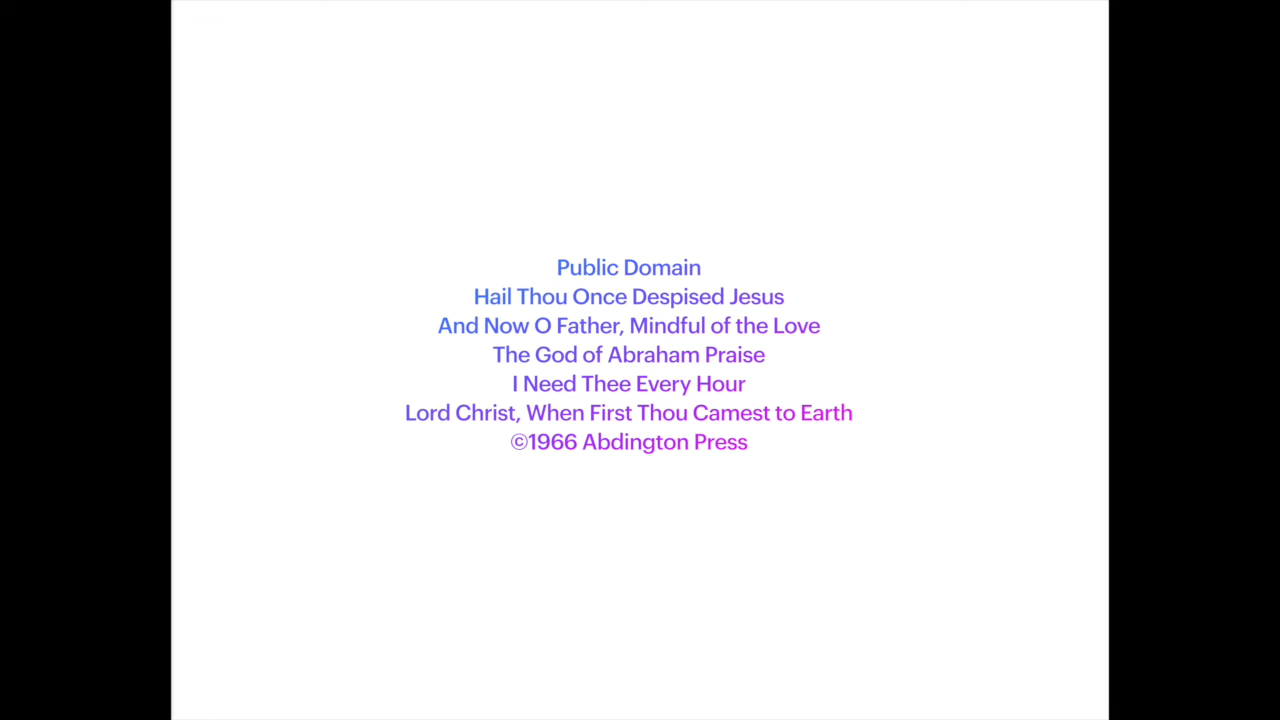 Public Domain
Hail Thou Once Despised Jesus
And Now O Father, Mindful of the Love
The God of Abraham Praise
I Need Thee Every Hour
Lord Christ, When First Thou Camest to Earth
©1966 Abdington Press